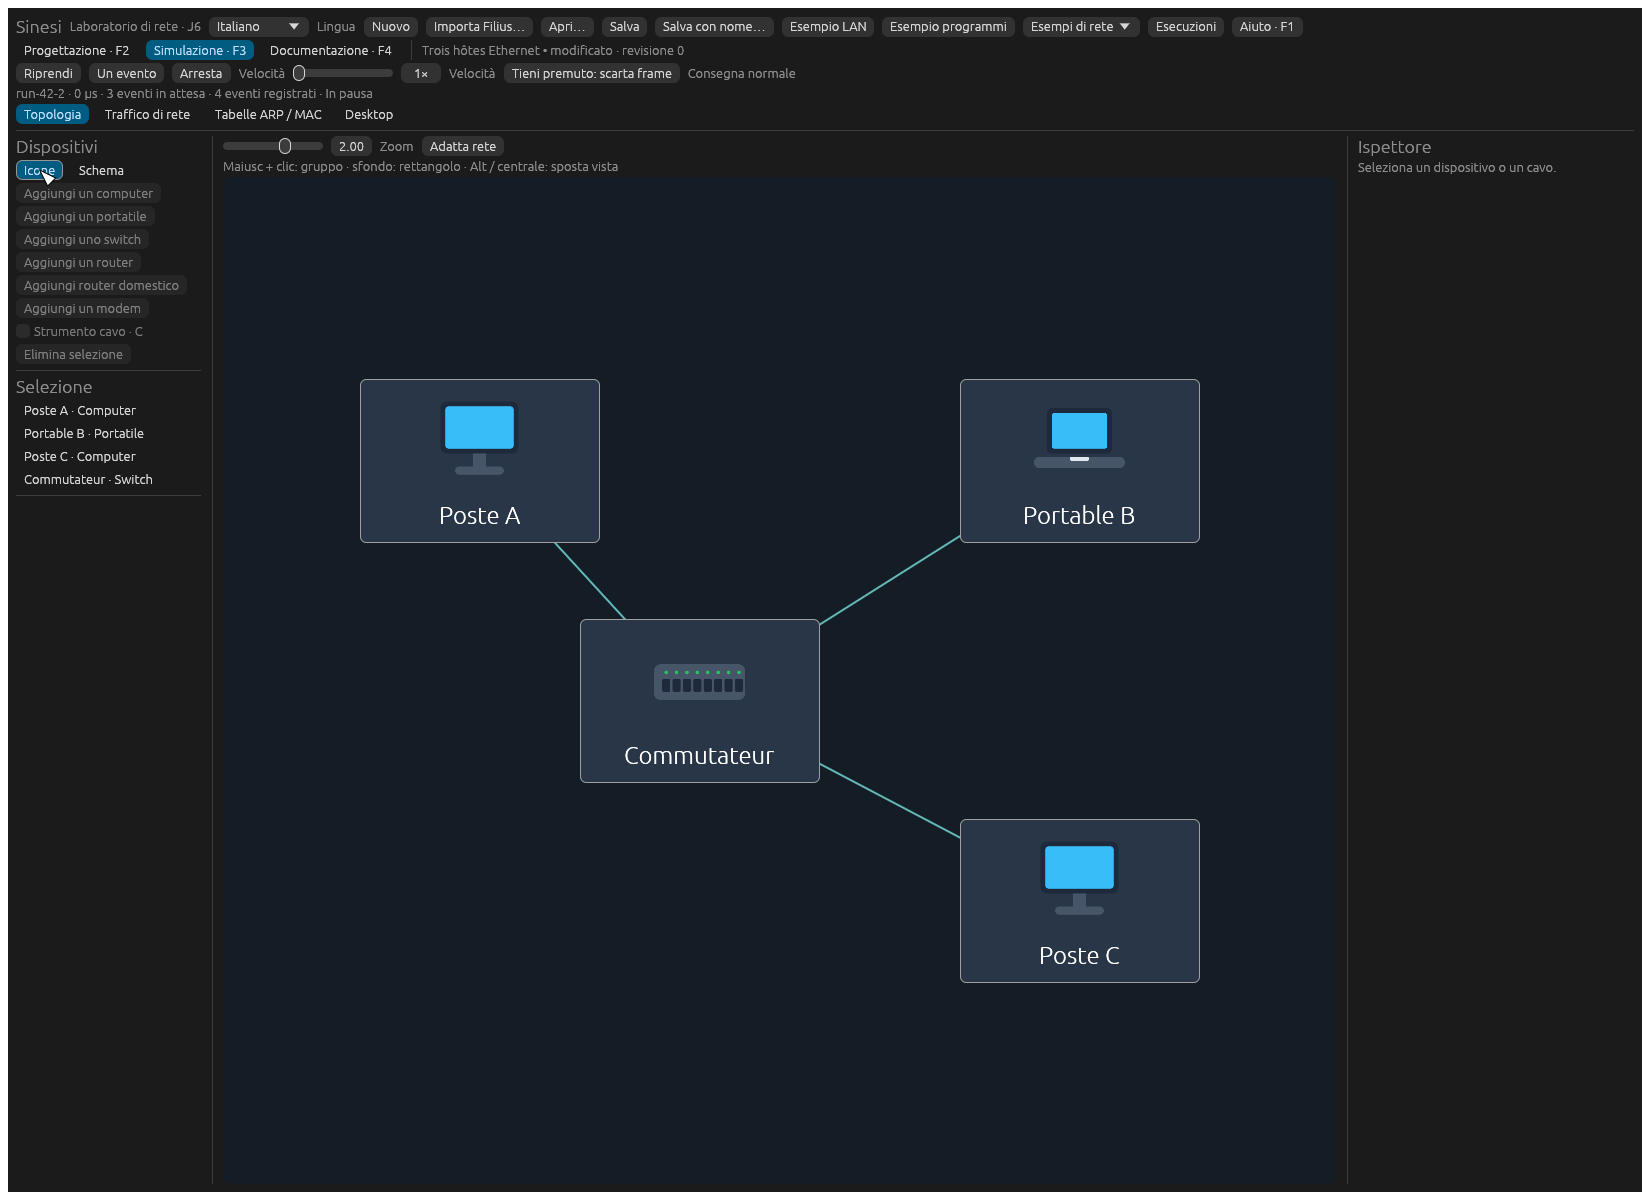 Sinesi Laboratorio di rete · J6 Italiano Lingua Nuovo Importa Filius... Apri... Salva Salva con nome... Esempio LAN Esempio programmi Esempi di rete Esecuzioni Aiuto · F1
Progettazione · F2 Simulazione · F3 Documentazione · F4 Trois hôtes Ethernet • modificato · revisione 0
Riprendi Un evento Arresta Velocità 1× Velocità Tieni premuto: scarta frame Consegna normale
run-42-2 · 0 µs · 3 eventi in attesa · 4 eventi registrati · In pausa
Topologia Traffico di rete Tabelle ARP / MAC Desktop
Dispositivi
Icone Schema
Aggiungi un computer
Aggiungi un portatile
Aggiungi uno switch
Aggiungi un router
Aggiungi router domestico
Aggiungi un modem
Strumento cavo · C
Elimina selezione
Selezione
Poste A · Computer
Portable B · Portatile
Poste C · Computer
Commutateur · Switch
2.00 Zoom Adatta rete
Maiusc + clic: gruppo · sfondo: rettangolo · Alt / centrale: sposta vista
Poste A
Portable B
Commutateur
Poste C
Ispettore
Seleziona un dispositivo o un cavo.